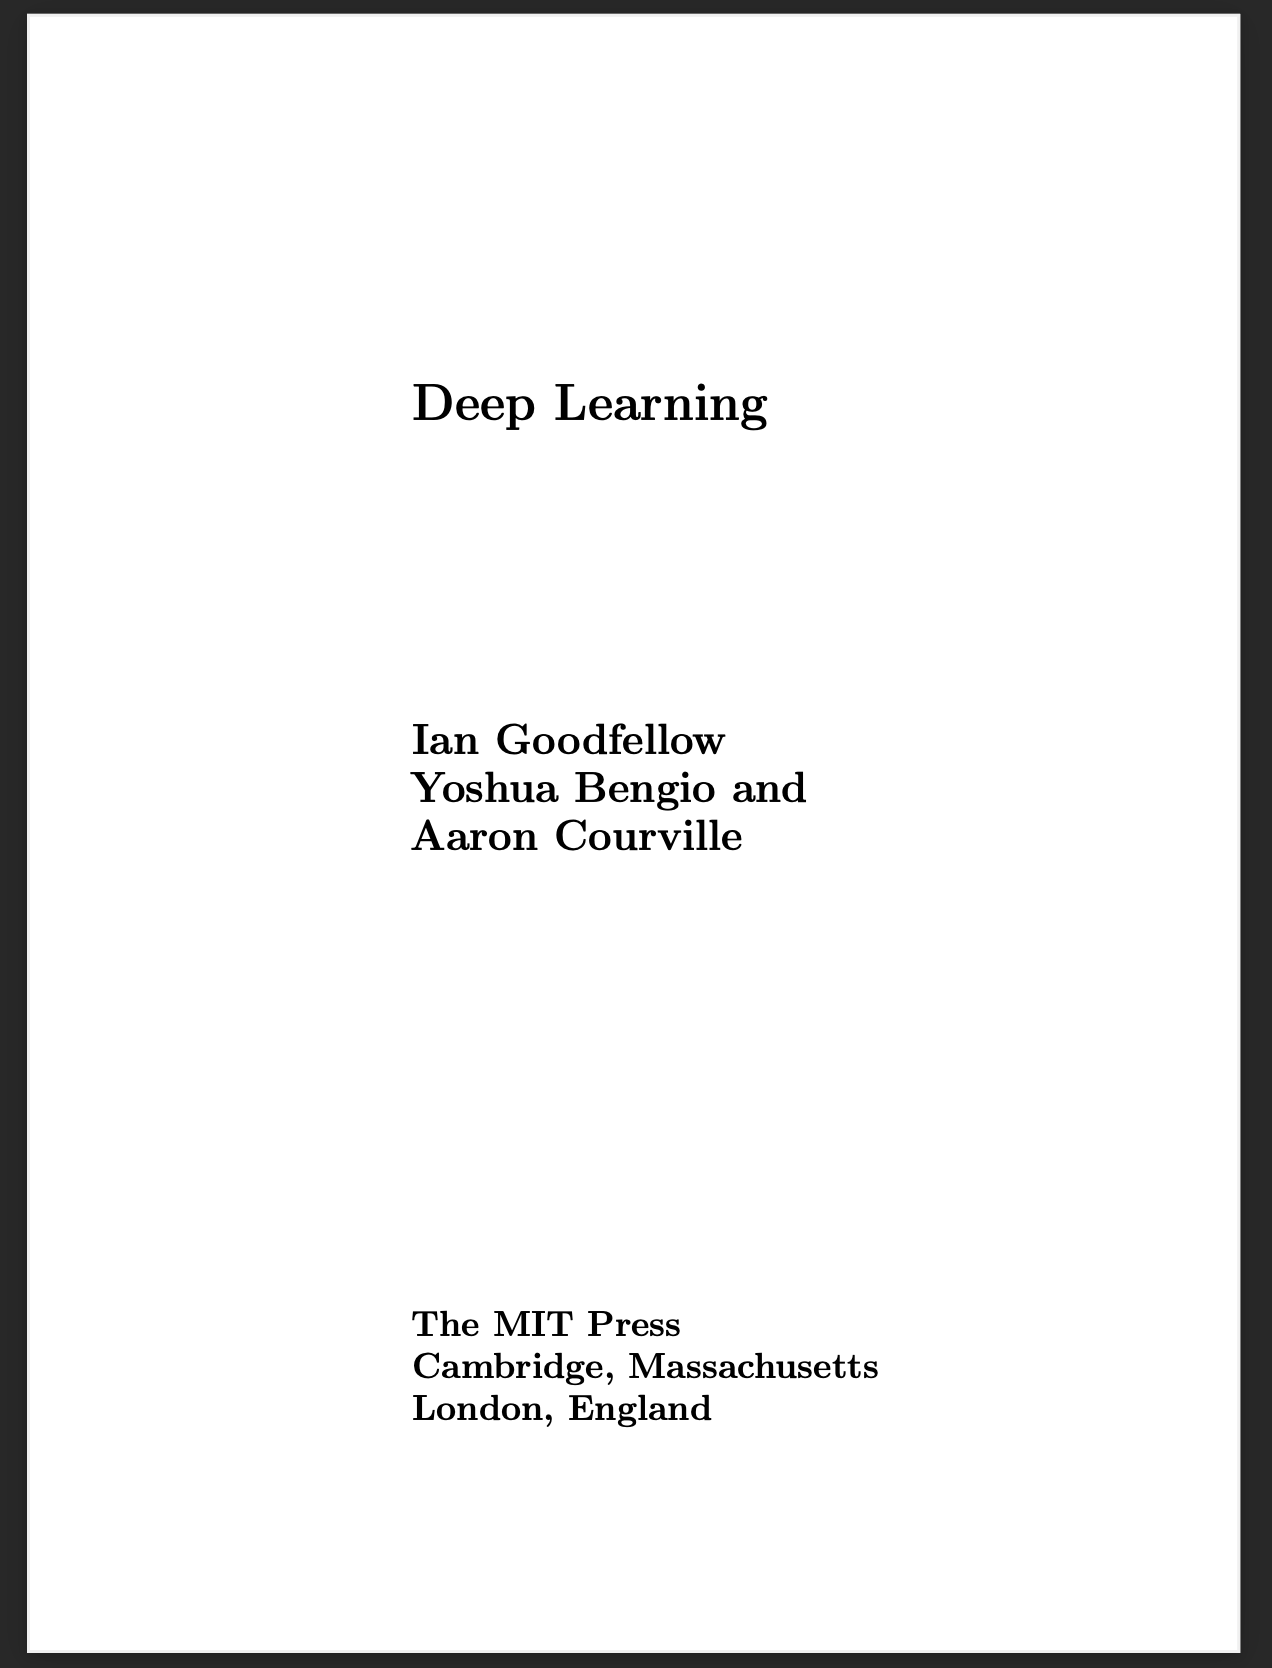 Deep Learning
Ian Goodfellow
Yoshua Bengio and
Aaron Courville
The MIT Press
Cambridge, Massachusetts
London, England